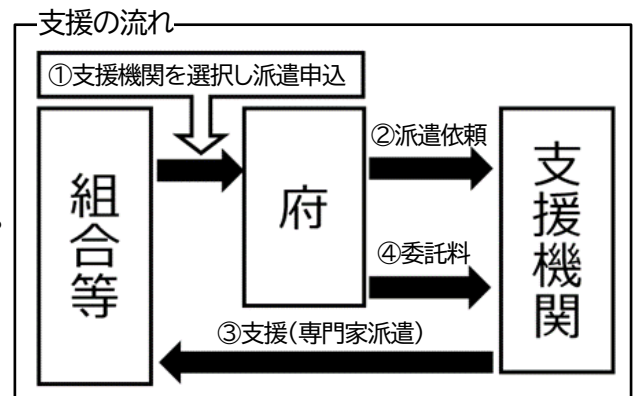 支援の流れ
①支援機関を選択し派遣申込
組合等
府
②派遣依頼
④委託料
③支援（専門家派遣）
支援機関